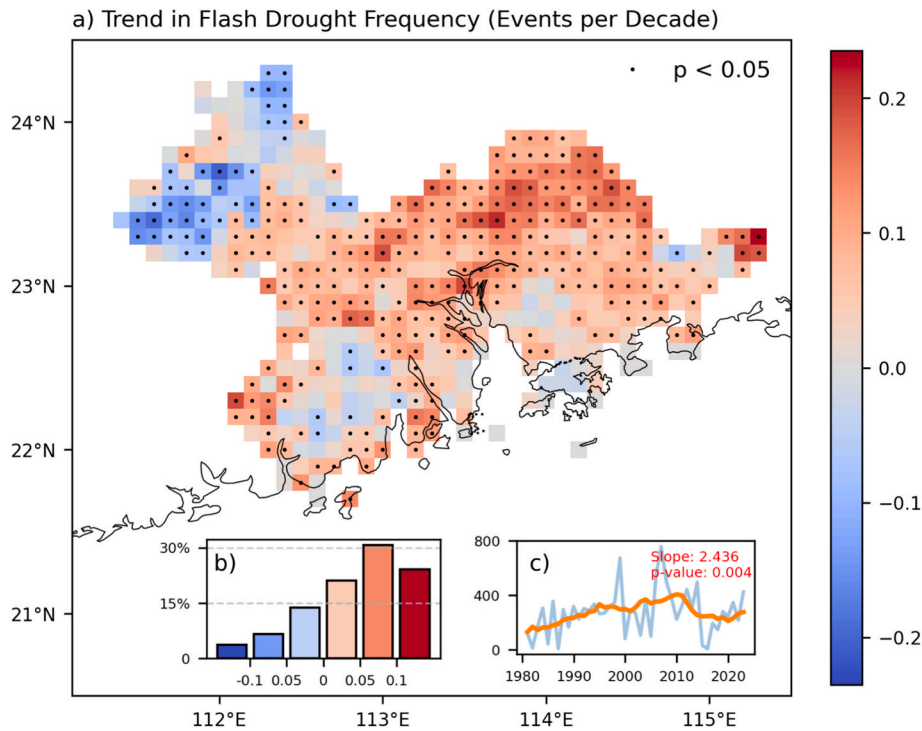 a) Trend in Flash Drought Frequency (Events per Decade)
p < 0.05
24°N
23°N
22°N
21°N
112°E 113°E 114°E 115°E
0.2
0.1
0.0
−0.1
−0.2
b)
30%
15%
0
-0.1 0.05 0 0.05 0.1
c)
Slope: 2.436
p-value: 0.004
800
400
0
1980 1990 2000 2010 2020